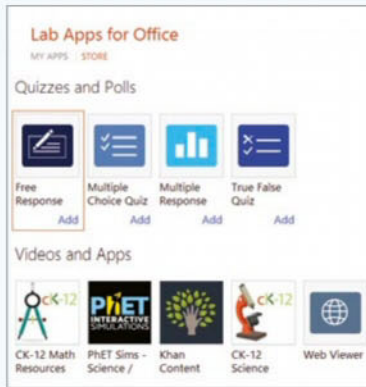 Lab Apps for Office
MY APPS | STORE
Quizzes and Polls
Free Response
Add
Multiple Choice Quiz
Add
Multiple Response
Add
True False Quiz
Add
Videos and Apps
cK-12
PhET
INTERACTIVE SIMULATIONS
cK-12
CK-12 Math Resources
PhET Sims - Science /
Khan Content
CK-12 Science
Web Viewer